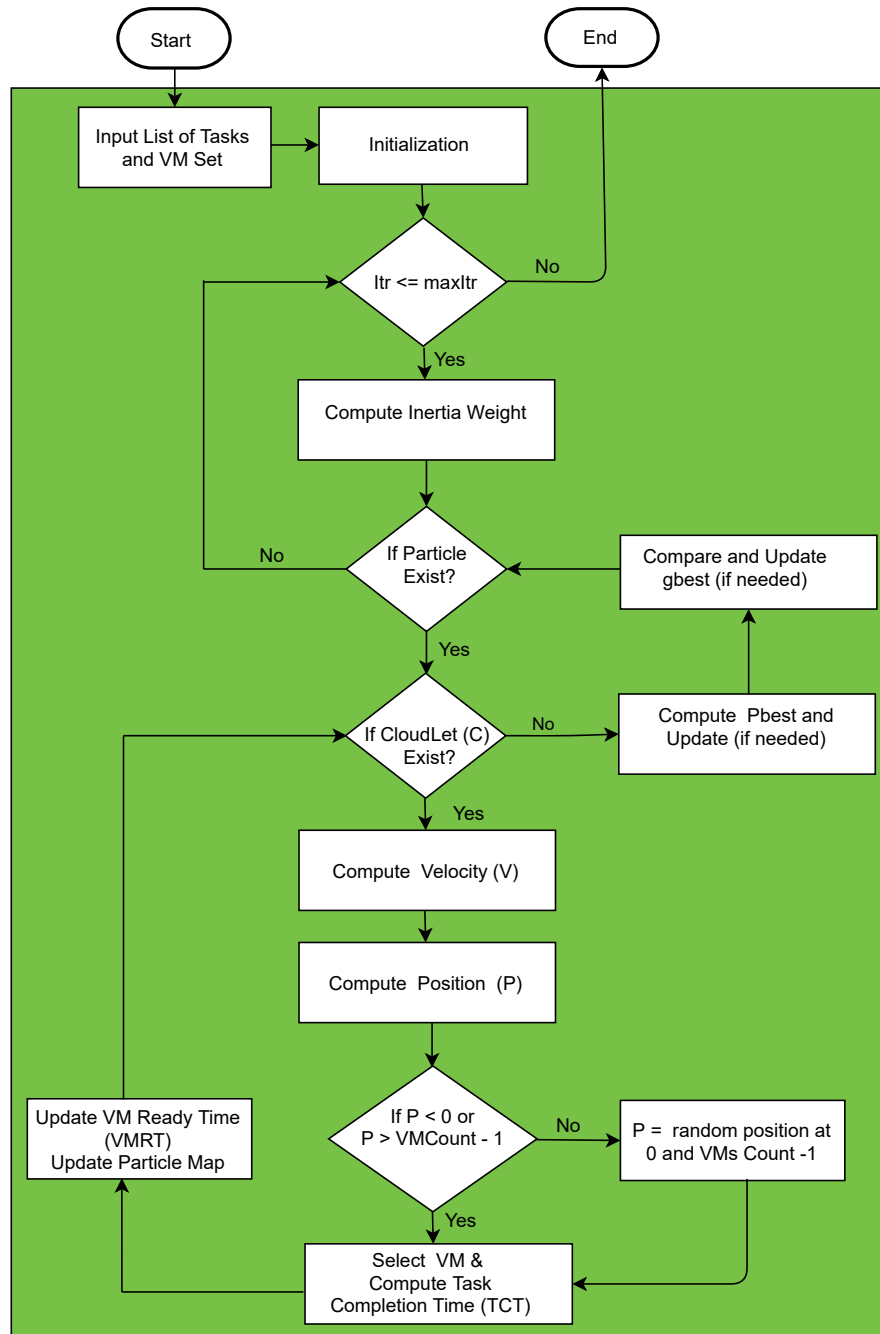 Start
End
Input List of Tasks
and VM Set
Initialization
Itr <= maxItr
No
Yes
Compute Inertia Weight
If Particle
Exist?
No
Yes
Compare and Update
gbest (if needed)
If CloudLet (C)
Exist?
No
Compute Pbest and
Update (if needed)
Yes
Compute Velocity (V)
Compute Position (P)
If P < 0 or
P > VMCount - 1
No
P = random position at
0 and VMs Count -1
Yes
Update VM Ready Time
(VMRT)
Update Particle Map
Select VM &
Compute Task
Completion Time (TCT)